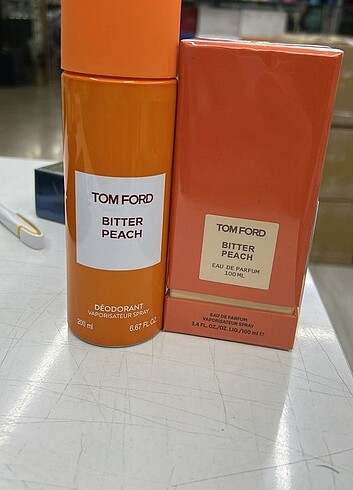 TOM FORD
BITTER
PEACH
DÉODORANT
VAPORISATEUR SPRAY
200 ml 6.67 FL.OZ.
TOM FORD
BITTER
PEACH
EAU DE PARFUM
100 ML
EAU DE PARFUM
VAPORISATEUR SPRAY
3.4 FL. OZ./OZ. LIQ./100 ml ℮